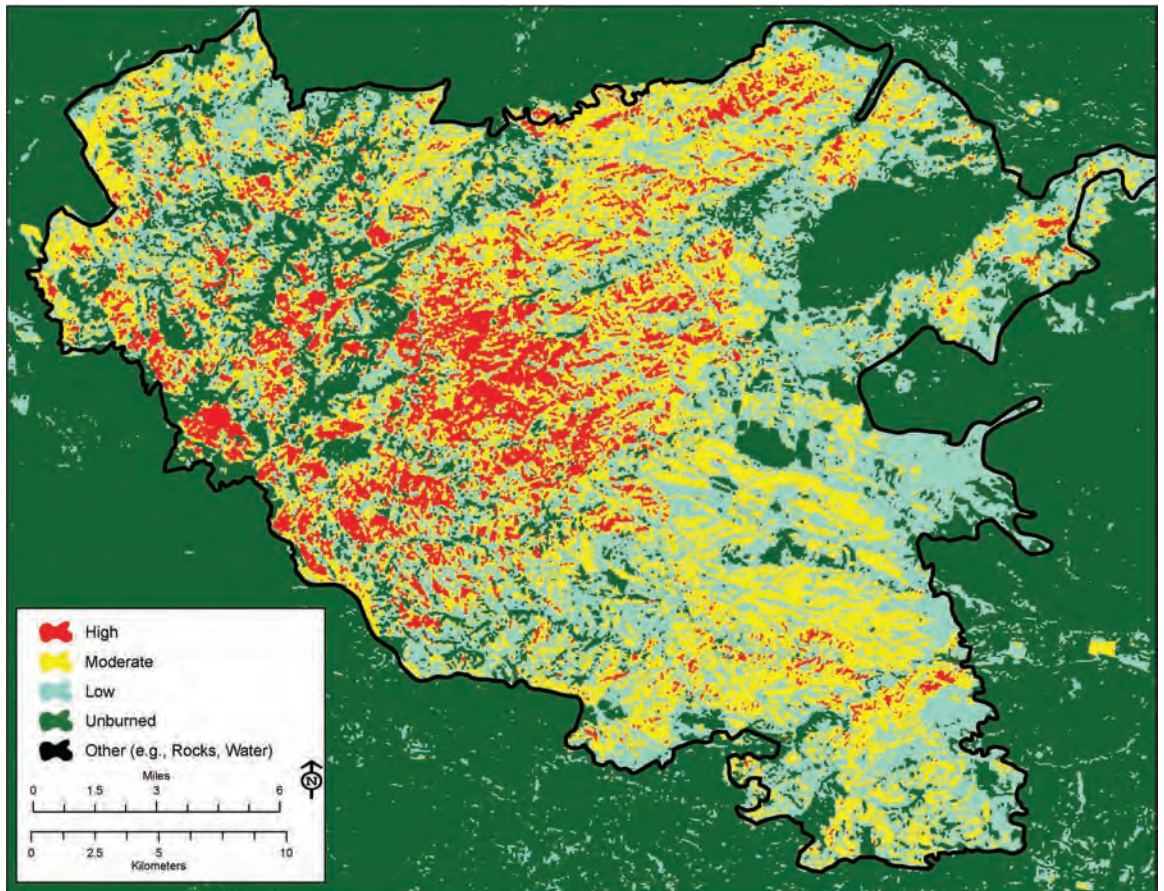 High
Moderate
Low
Unburned
Other (e.g., Rocks, Water)
Miles
0 1.5 3 6
N
0 2.5 5 10
Kilometers